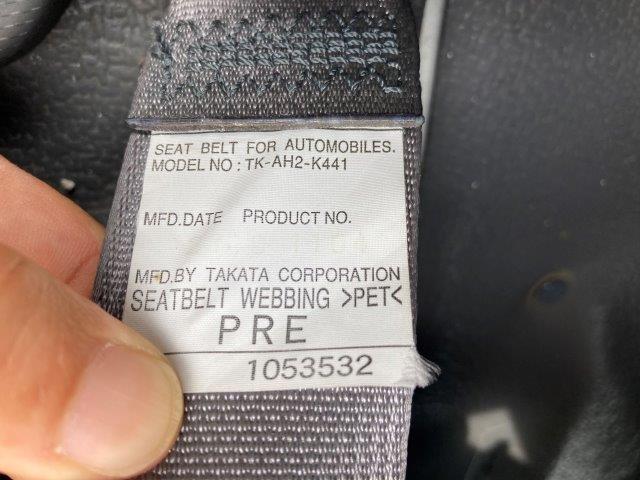 SEAT BELT FOR AUTOMOBILES.
MODEL NO : TK-AH2-K441
MFD.DATE PRODUCT NO.
MFD.BY TAKATA CORPORATION
SEATBELT WEBBING >PET<
PRE
1053532